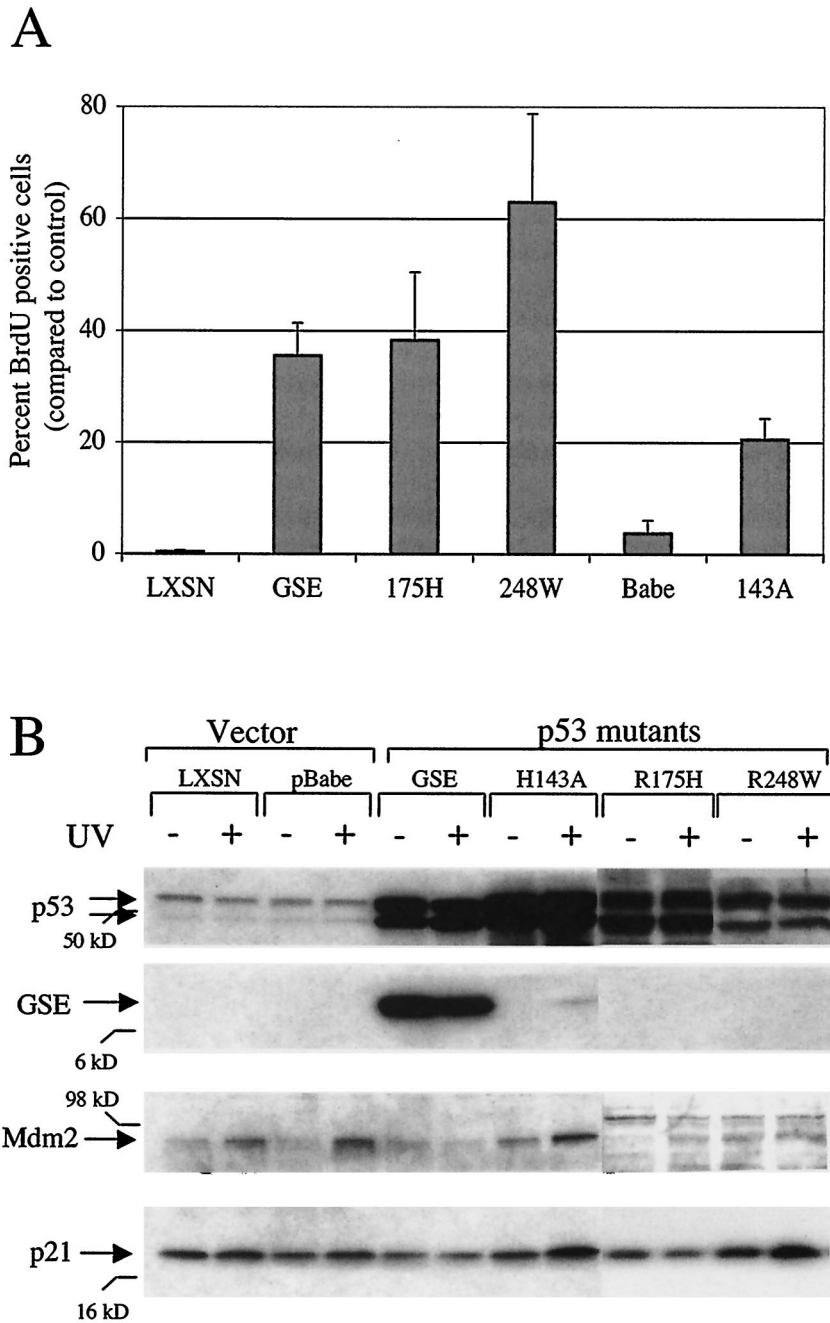 A
Percent BrdU positive cells
(compared to control)
80
60
40
20
0
LXSN GSE 175H 248W Babe 143A
B
Vector p53 mutants
LXSN pBabe GSE H143A R175H R248W
UV - + - + - + - + - + - +
p53
50 kD
GSE
6 kD
98 kD
Mdm2
p21
16 kD